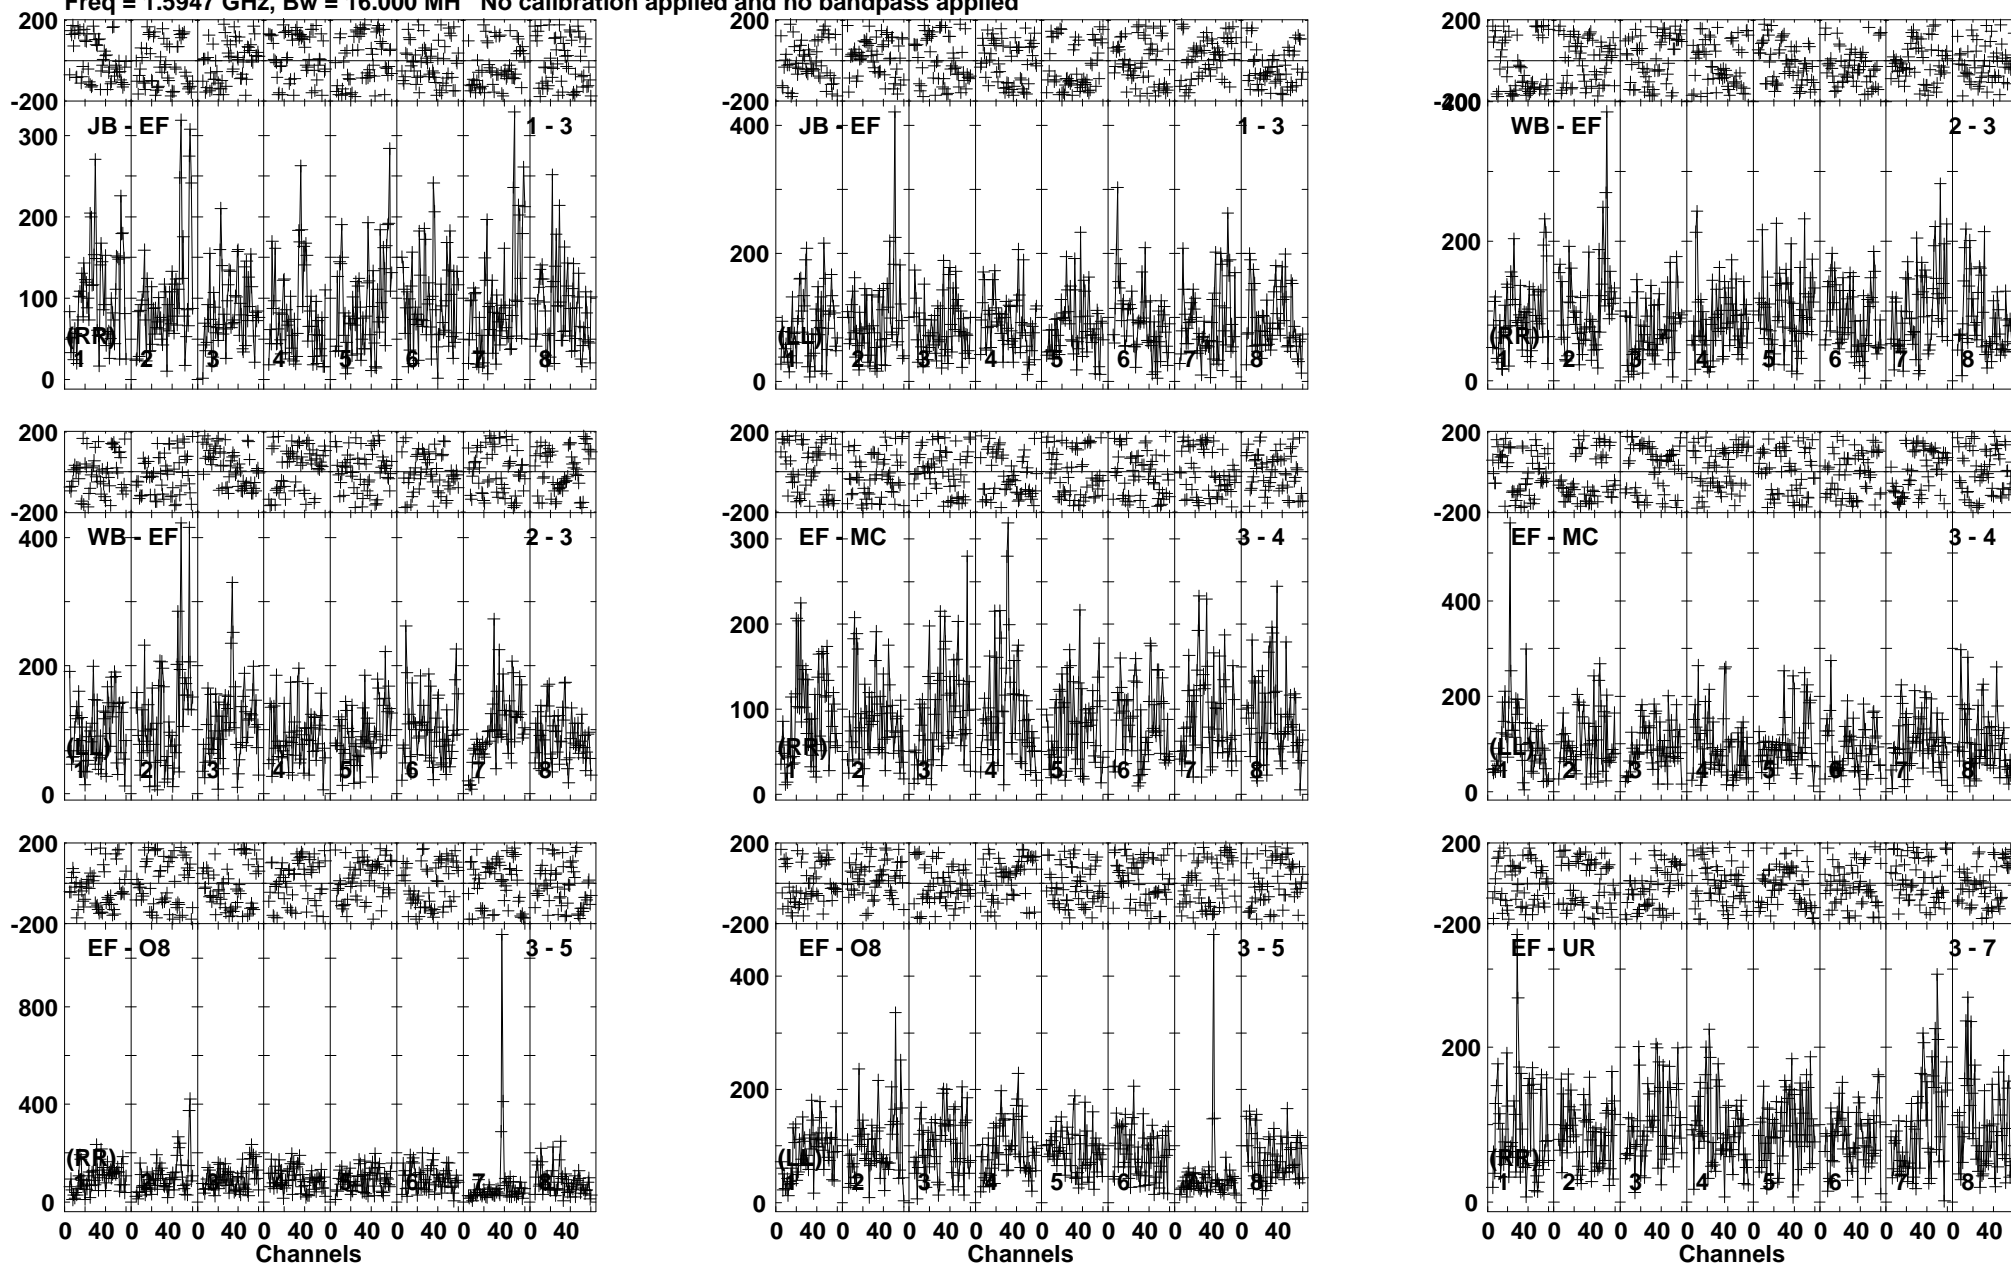 Freq = 1.5947 GHz, Bw = 16.000 MH No calibration applied and no bandpass applied
200 200 200
-200 -200 -200
JB - EF 1 - 3 JB - EF 1 - 3 WB - EF 2 - 3
300 400
200 200 200
100
(RR) (LL) (RR)
1 2 3 4 5 6 7 8 1 2 3 4 5 6 7 8 1 2 3 4 5 6 7 8
0 0 0
200 200 200
-200 -200 -200
WB - EF 2 - 3 EF - MC 3 - 4 EF - MC 3 - 4
400 300 400
200 200 200
100
(LL) (RR) (LL)
1 2 3 4 5 6 7 8 1 2 3 4 5 6 7 8 1 2 3 4 5 6 7 8
0 0 0
200 200 200
-200 -200 -200
EF - O8 3 - 5 EF - O8 3 - 5 EF - UR 3 - 7
800 400 200
400 200
(RR) (LL) (RR)
1 2 3 4 5 6 7 8 1 2 3 4 5 6 7 8 1 2 3 4 5 6 7 8
0 0 0
0 40 0 40 0 40 0 40 0 40 0 40 0 40 0 40 0 40 0 40 0 40 0 40 0 40 0 40 0 40 0 40 0 40 0 40 0 40 0 40 0 40 0 40 0 40 0 40
Channels Channels Channels